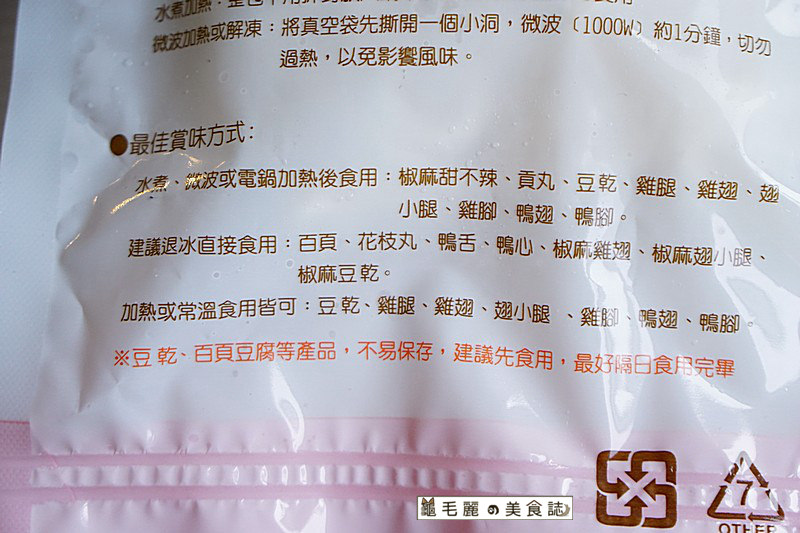 水煮加熱：
微波加熱或解凍：將真空袋先撕開一個小洞，微波（1000W）約1分鐘，切勿
過熱，以免影響風味。
●最佳賞味方式：
水煮、微波或電鍋加熱後食用：椒麻甜不辣、貢丸、豆乾、雞腿、雞翅、翅
小腿、雞腳、鴨翅、鴨腳。
建議退冰直接食用：百頁、花枝丸、鴨舌、鴨心、椒麻雞翅、椒麻翅小腿、
椒麻豆乾。
加熱或常溫食用皆可：豆乾、雞腿、雞翅、翅小腿 、雞腳、鴨翅、鴨腳。
※豆乾、百頁豆腐等產品，不易保存，建議先食用，最好隔日食用完畢
龜毛麗の美食誌
7
OTHER